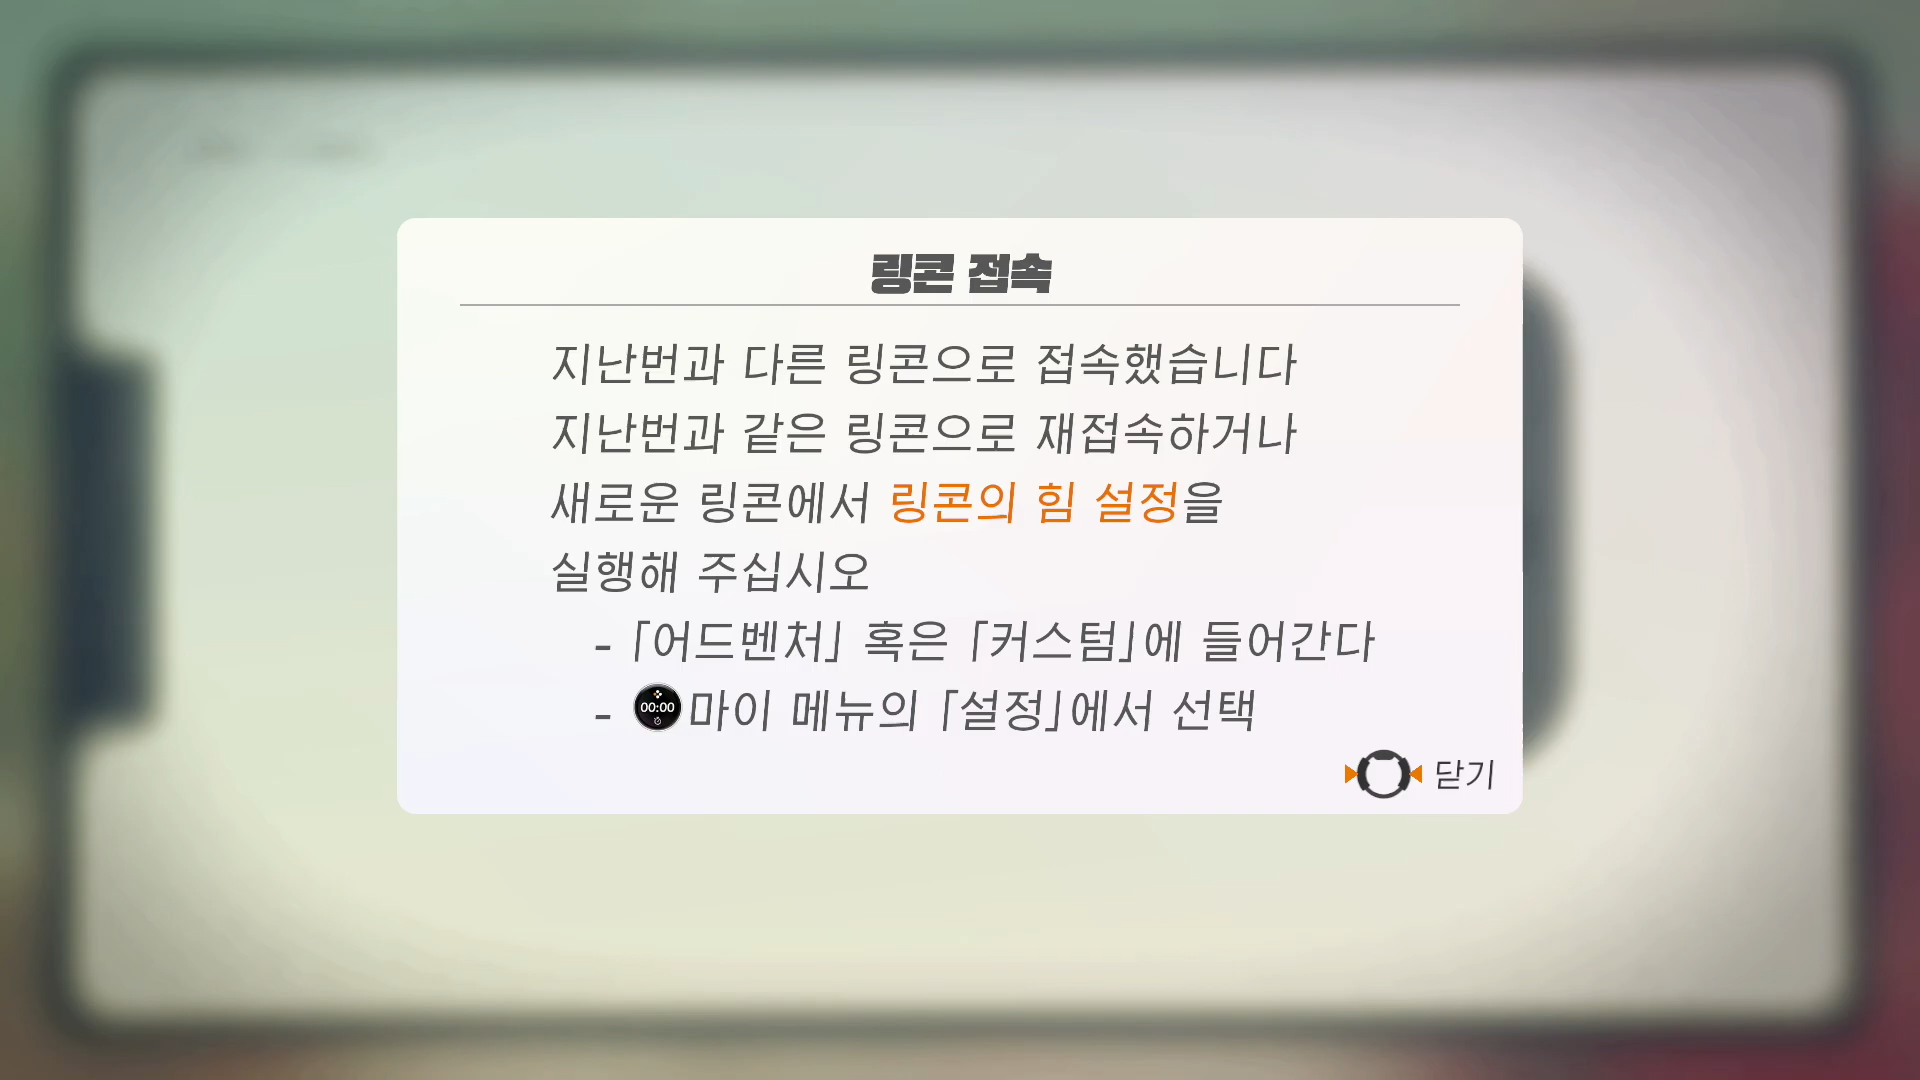 링콘 접속
지난번과 다른 링콘으로 접속했습니다
지난번과 같은 링콘으로 재접속하거나
새로운 링콘에서 링콘의 힘 설정을
실행해 주십시오
- 「어드벤처」 혹은 「커스텀」에 들어간다
- 00:00 마이 메뉴의 「설정」에서 선택
닫기